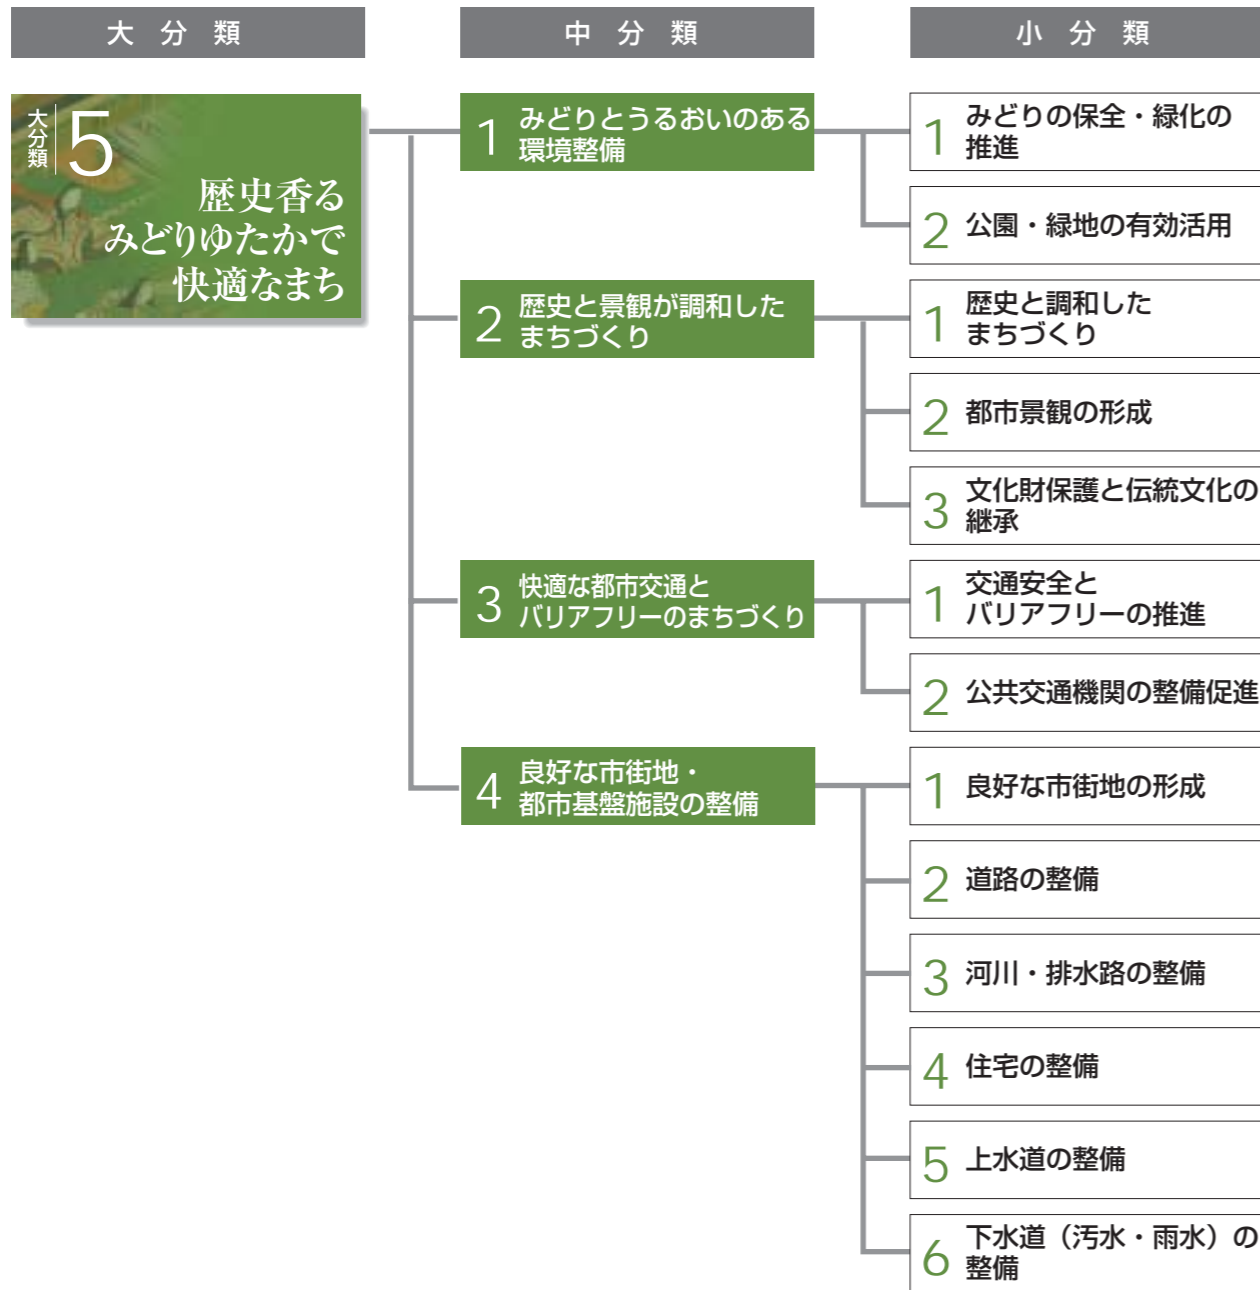 大分類
中分類
小分類
大分類
5
歴史香る
みどりゆたかで
快適なまち
1
みどりとうるおいのある
環境整備
1
みどりの保全・緑化の
推進
2
公園・緑地の有効活用
2
歴史と景観が調和した
まちづくり
1
歴史と調和した
まちづくり
2
都市景観の形成
3
文化財保護と伝統文化の
継承
3
快適な都市交通と
バリアフリーのまちづくり
1
交通安全と
バリアフリーの推進
2
公共交通機関の整備促進
4
良好な市街地・
都市基盤施設の整備
1
良好な市街地の形成
2
道路の整備
3
河川・排水路の整備
4
住宅の整備
5
上水道の整備
6
下水道（汚水・雨水）の
整備